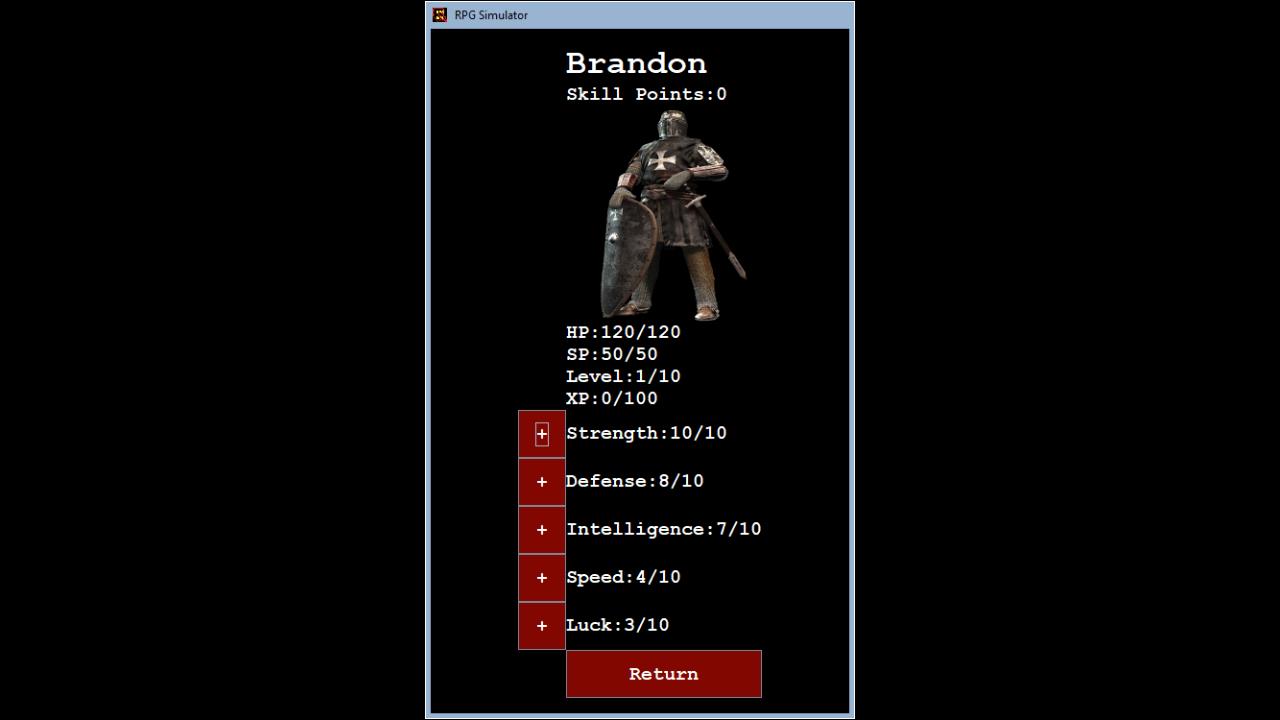 RPG Simulator
Brandon
Skill Points:0
HP:120/120
SP:50/50
Level:1/10
XP:0/100
+ Strength:10/10
+ Defense:8/10
+ Intelligence:7/10
+ Speed:4/10
+ Luck:3/10
Return